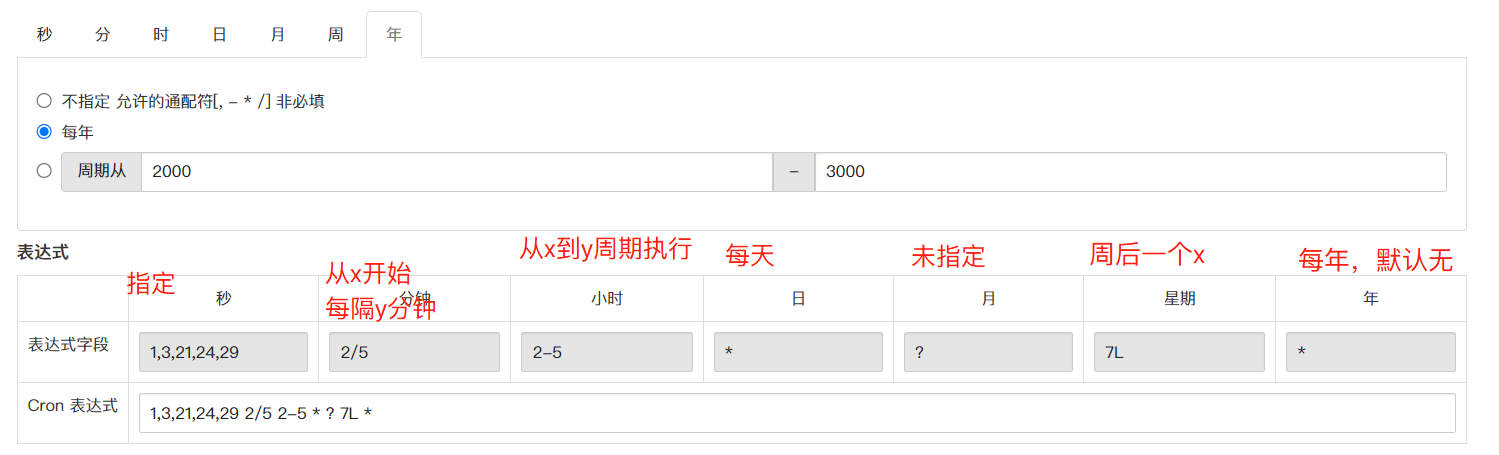 秒 分 时 日 月 周 年
不指定 允许的通配符[, - * /] 非必填
每年
周期从 2000 - 3000
表达式
指定
从x开始
每隔y分钟
从x到y周期执行
每天
未指定
周后一个x
每年，默认无
秒 分钟 小时 日 月 星期 年
表达式字段 1,3,21,24,29 2/5 2-5 * ? 7L *
Cron 表达式 1,3,21,24,29 2/5 2-5 * ? 7L *